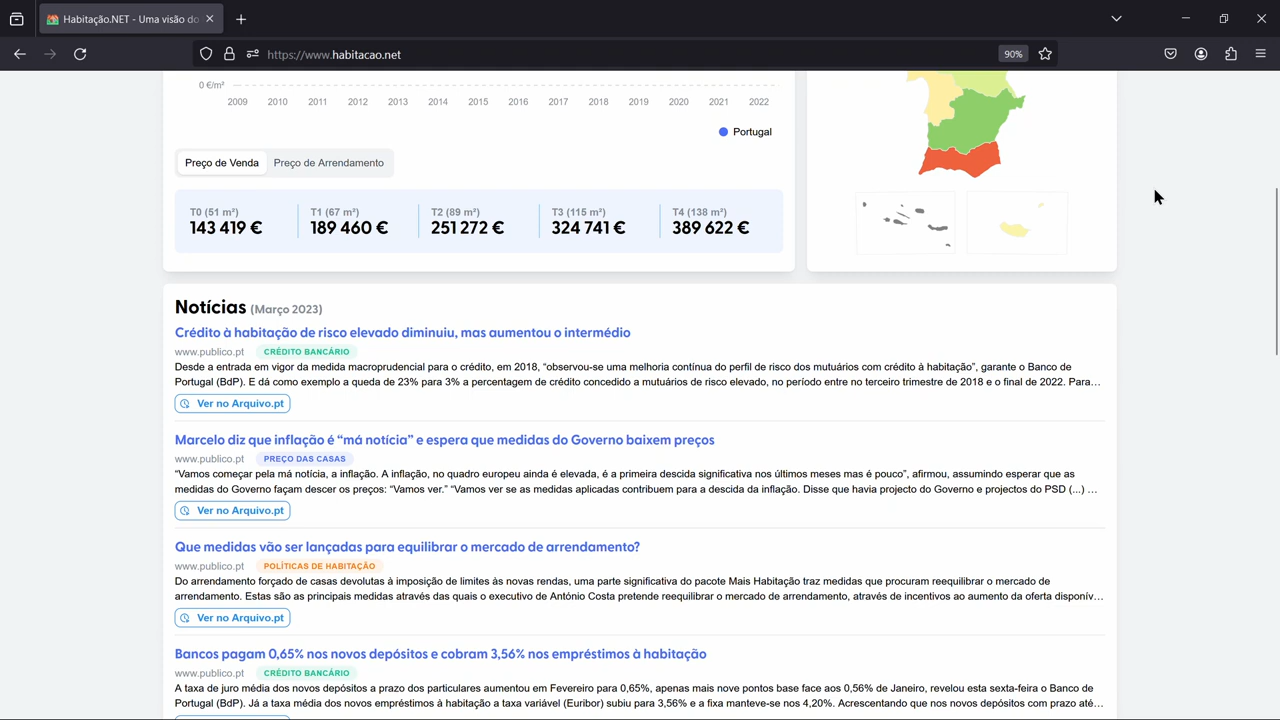 Habitação.NET - Uma visão do
https://www.habitacao.net
90%
0 €/m²
2009 2010 2011 2012 2013 2014 2015 2016 2017 2018 2019 2020 2021 2022
Portugal
Preço de Venda Preço de Arrendamento
T0 (51 m²) T1 (67 m²) T2 (89 m²) T3 (115 m²) T4 (138 m²)
143 419 € 189 460 € 251 272 € 324 741 € 389 622 €
Notícias (Março 2023)
Crédito à habitação de risco elevado diminuiu, mas aumentou o intermédio
www.publico.pt CRÉDITO BANCÁRIO
Desde a entrada em vigor da medida macroprudencial para o crédito, em 2018, “observou-se uma melhoria contínua do perfil de risco dos mutuários com crédito à habitação”, garante o Banco de
Portugal (BdP). E dá como exemplo a queda de 23% para 3% a percentagem de crédito concedido a mutuários de risco elevado, no período entre no terceiro trimestre de 2018 e o final de 2022. Para…
Ver no Arquivo.pt
Marcelo diz que inflação é “má notícia” e espera que medidas do Governo baixem preços
www.publico.pt PREÇO DAS CASAS
“Vamos começar pela má notícia, a inflação. A inflação, no quadro europeu ainda é elevada, é a primeira descida significativa nos últimos meses mas é pouco”, afirmou, assumindo esperar que as
medidas do Governo façam descer os preços: “Vamos ver.” “Vamos ver se as medidas aplicadas contribuem para a descida da inflação. Disse que havia projecto do Governo e projectos do PSD (...) …
Ver no Arquivo.pt
Que medidas vão ser lançadas para equilibrar o mercado de arrendamento?
www.publico.pt POLÍTICAS DE HABITAÇÃO
Do arrendamento forçado de casas devolutas à imposição de limites às novas rendas, uma parte significativa do pacote Mais Habitação traz medidas que procuram reequilibrar o mercado de
arrendamento. Estas são as principais medidas através das quais o executivo de António Costa pretende reequilibrar o mercado de arrendamento, através de incentivos ao aumento da oferta disponív…
Ver no Arquivo.pt
Bancos pagam 0,65% nos novos depósitos e cobram 3,56% nos empréstimos à habitação
www.publico.pt CRÉDITO BANCÁRIO
A taxa de juro média dos novos depósitos a prazo dos particulares aumentou em Fevereiro para 0,65%, apenas mais nove pontos base face aos 0,56% de Janeiro, revelou esta sexta-feira o Banco de
Portugal (BdP). Já a taxa média dos novos empréstimos à habitação a taxa variável (Euribor) subiu para 3,56% e a fixa manteve-se nos 4,20%. Acrescentando que nos novos depósitos com prazo até…